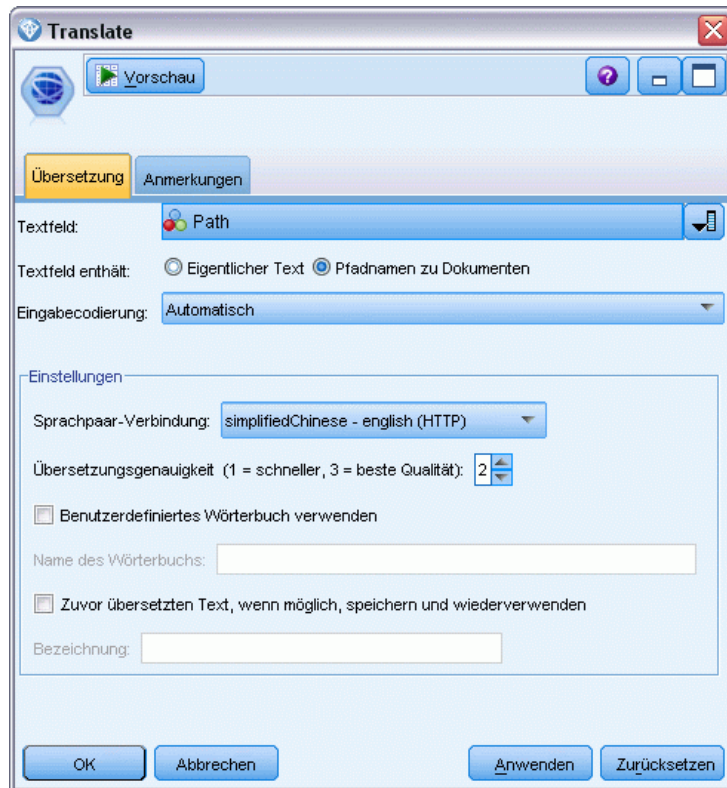 Translate
Vorschau
Übersetzung Anmerkungen
Textfeld: Path
Textfeld enthält: Eigentlicher Text Pfadnamen zu Dokumenten
Eingabecodierung: Automatisch
Einstellungen
Sprachpaar-Verbindung: simplifiedChinese - english (HTTP)
Übersetzungsgenauigkeit (1 = schneller, 3 = beste Qualität): 2
Benutzerdefiniertes Wörterbuch verwenden
Name des Wörterbuchs:
Zuvor übersetzten Text, wenn möglich, speichern und wiederverwenden
Bezeichnung:
OK Abbrechen Anwenden Zurücksetzen